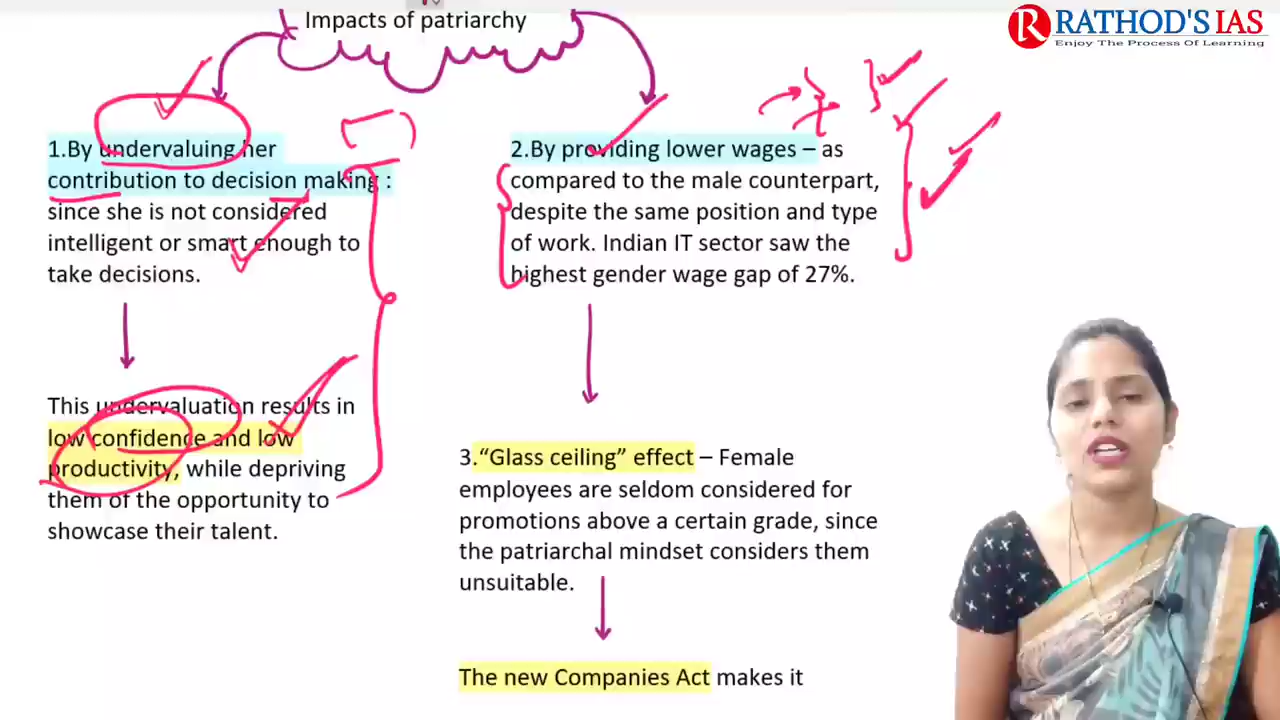 Impacts of patriarchy
RATHOD'S IAS
Enjoy The Process Of Learning
1.By undervaluing her
contribution to decision making :
since she is not considered
intelligent or smart enough to
take decisions.
This undervaluation results in
low confidence and low
productivity, while depriving
them of the opportunity to
showcase their talent.
2.By providing lower wages – as
compared to the male counterpart,
despite the same position and type
of work. Indian IT sector saw the
highest gender wage gap of 27%.
3.“Glass ceiling” effect – Female
employees are seldom considered for
promotions above a certain grade, since
the patriarchal mindset considers them
unsuitable.
The new Companies Act makes it